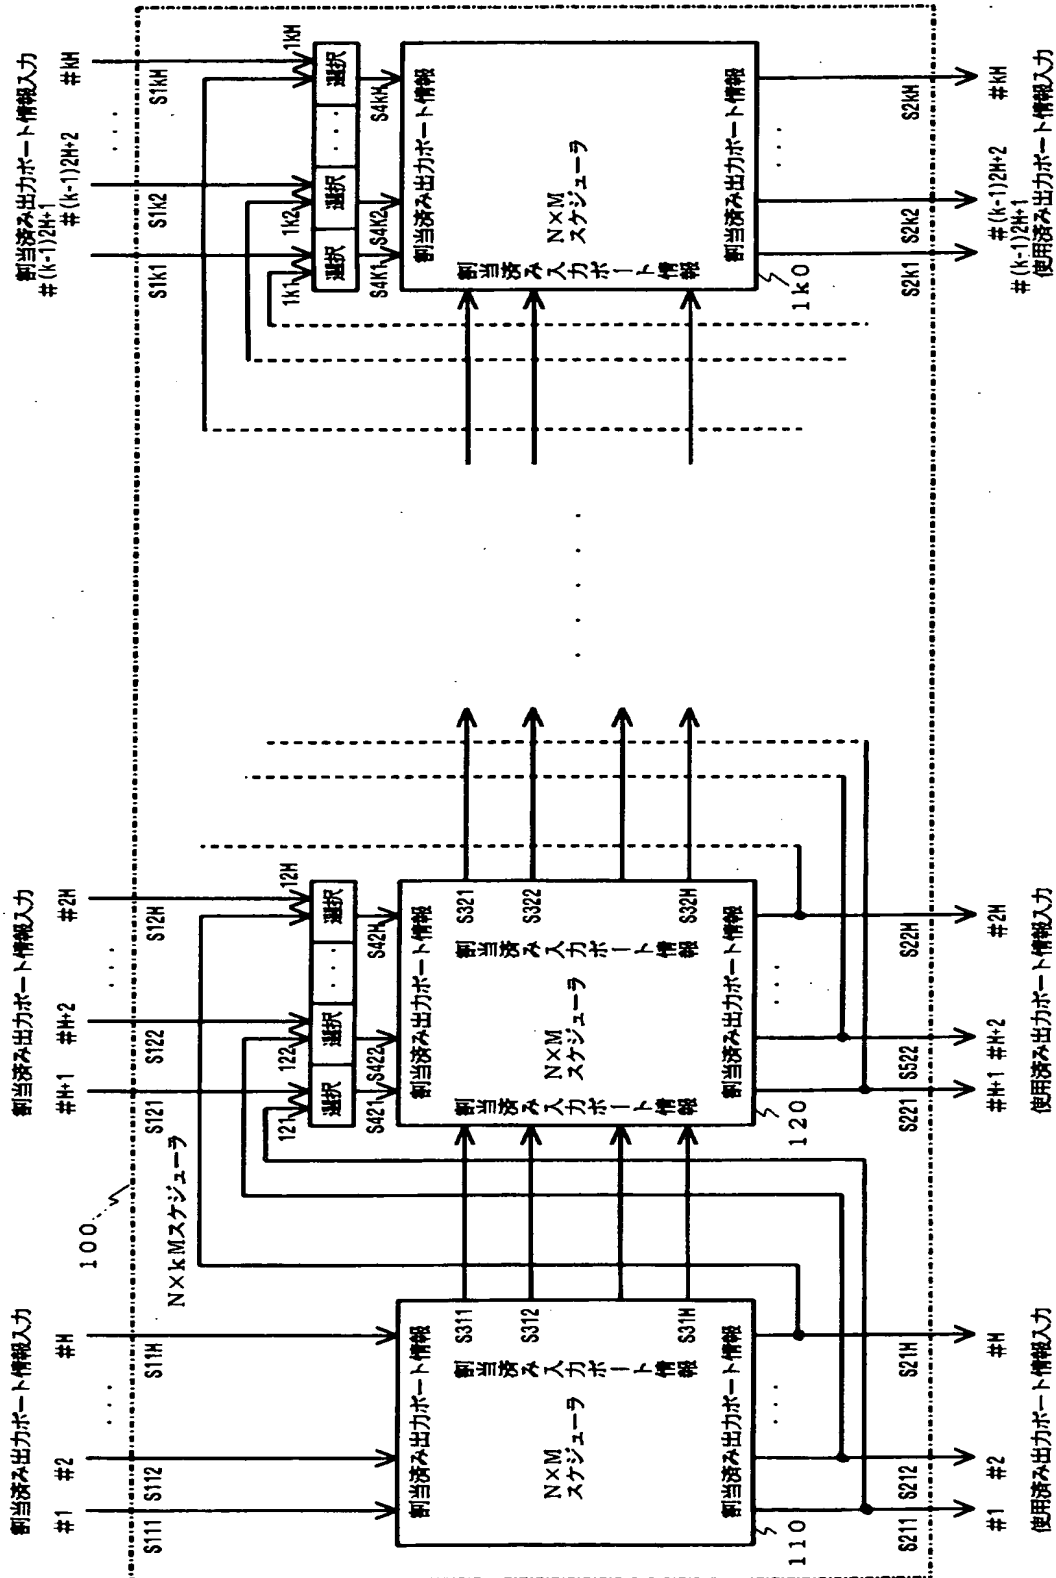 割当済み出力ポート情報入力
#1
#2
・・・
#M
割当済み出力ポート情報入力
#M+1
#M+2
・・・
#2M
割当済み出力ポート情報入力
#(k-1)2M+1
#(k-1)2M+2
・・・
#kM
100
N×kMスケジューラ
S111
S112
S11M
S121
S122
S12M
S1k1
S1k2
S1kM
121
122
12M
選択
選択
・・・
選択
1k1
1k2
1kM
選択
選択
・・・
選択
S421
S422
S42M
S4K1
S4K2
S4kM
割当済み出力ポート情報
N×M
スケジューラ
割当済み入力ポート情報
S311
S312
S31M
割当済み出力ポート情報
・・・
110
割当済み出力ポート情報
割当済み入力ポート情報
N×M
スケジューラ
割当済み入力ポート情報
S321
S322
S32M
割当済み出力ポート情報
・・・
120
・・・・・
割当済み出力ポート情報
割当済み入力ポート情報
N×M
スケジューラ
割当済み出力ポート情報
・・・
1k0
S211
S212
S21M
S221
S522
S22M
S2k1
S2k2
S2kM
#1
#2
#M
使用済み出力ポート情報入力
#M+1
#M+2
#2M
使用済み出力ポート情報入力
#(k-1)2M+1
#(k-1)2M+2
#kM
使用済み出力ポート情報入力